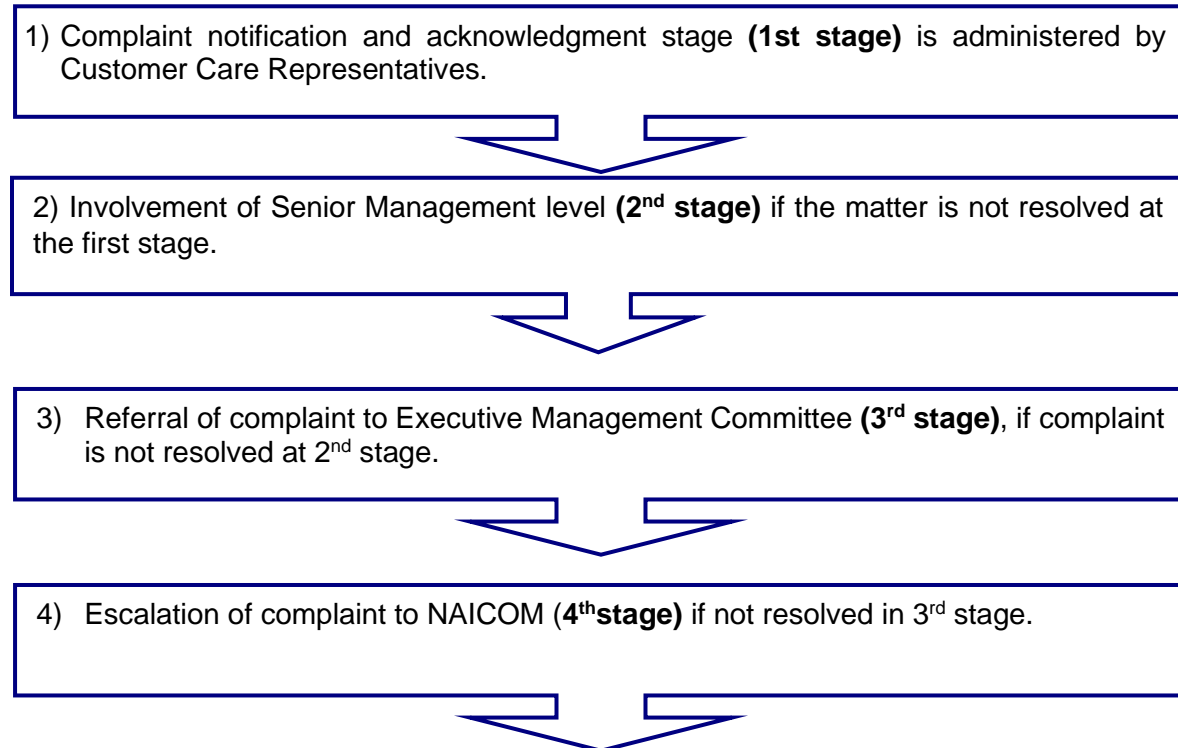 1) Complaint notification and acknowledgment stage (1st stage) is administered by
Customer Care Representatives.
2) Involvement of Senior Management level (2nd stage) if the matter is not resolved at
the first stage.
3) Referral of complaint to Executive Management Committee (3rd stage), if complaint
is not resolved at 2nd stage.
4) Escalation of complaint to NAICOM (4thstage) if not resolved in 3rd stage.